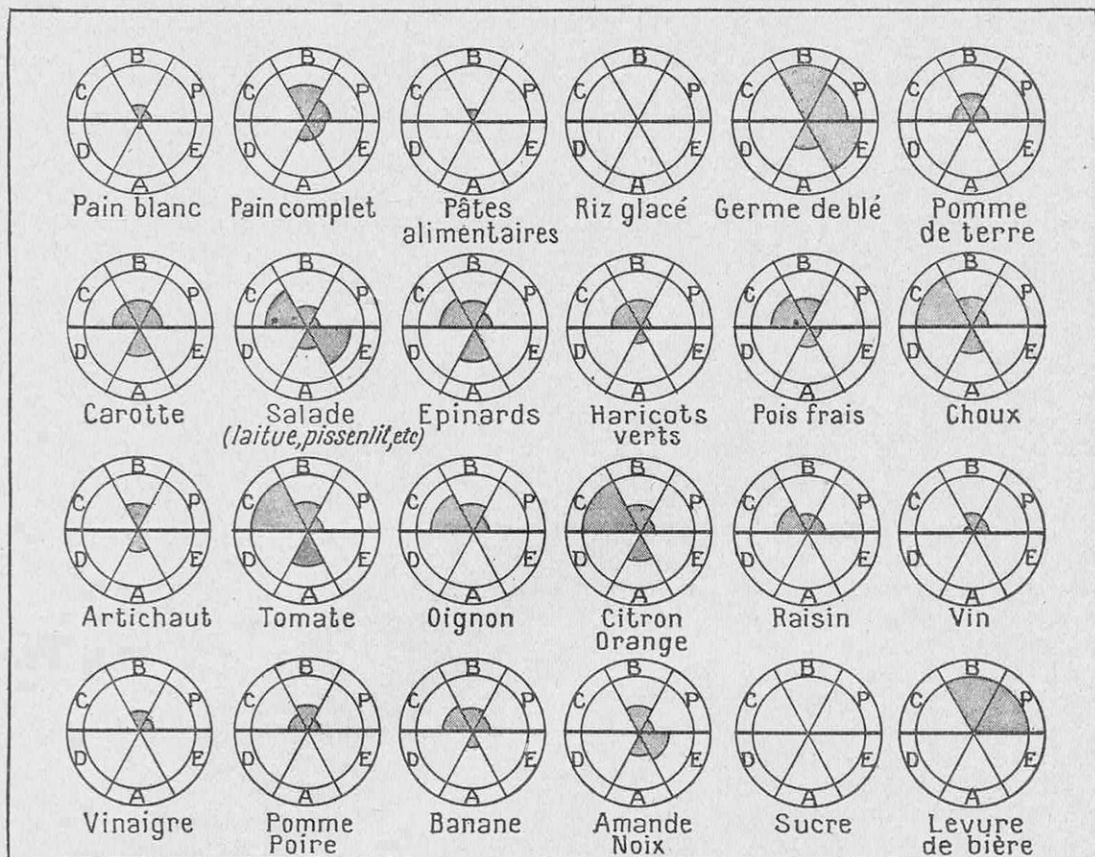 B B B B B B
C P C P C P C P C P C P
D E D E D E D E D E D E
A A A A A A
Pain blanc Pain complet Pâtes Riz glacé Germe de blé Pomme
alimentaires de terre
B B B B B B
C P C P C P C P C P C P
D E D E D E D E D E D E
A A A A A A
Carotte Salade Epinards Haricots Pois frais Choux
(laitue, pissenlit, etc) verts
B B B B B B
C P C P C P C P C P C P
D E D E D E D E D E D E
A A A A A A
Artichaut Tomate Oignon Citron Raisin Vin
Orange
B B B B B B
C P C P C P C P C P C P
D E D E D E D E D E D E
A A A A A A
Vinaigre Pomme Banane Amande Sucre Levure
Poire Noix de bière